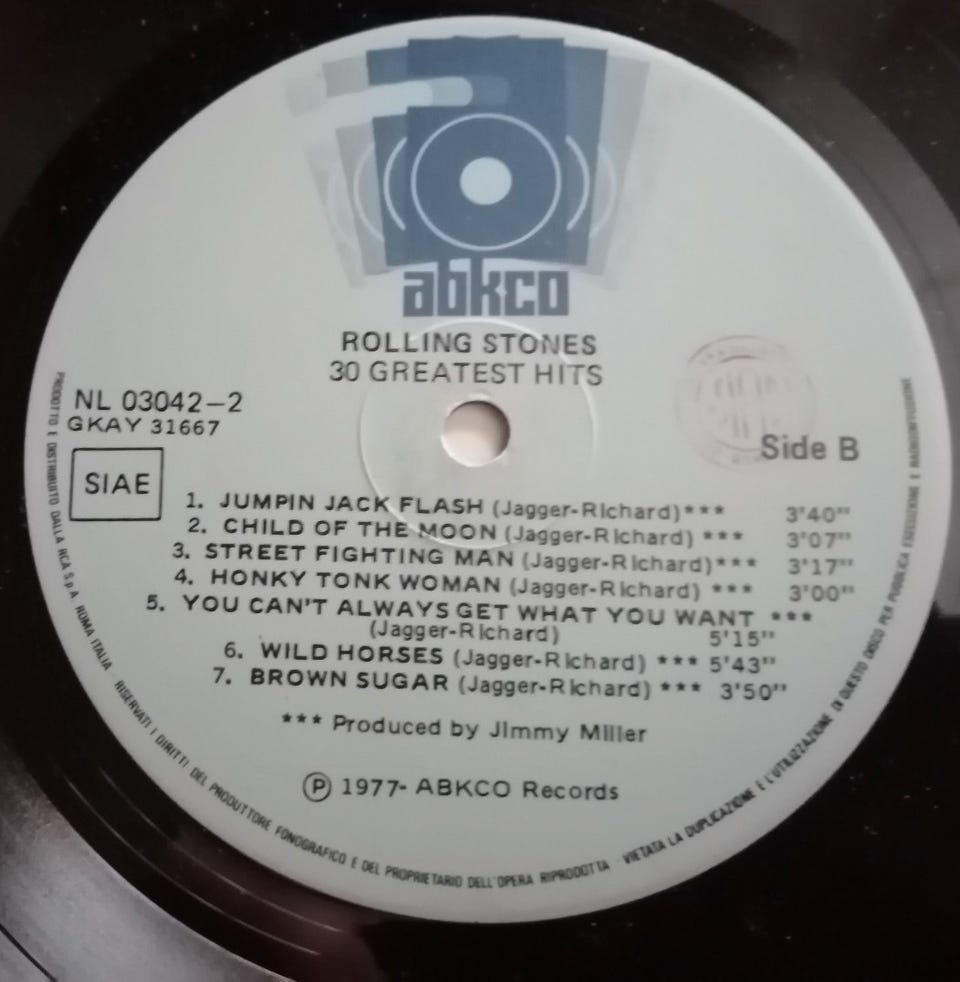 abkco
ROLLING STONES
30 GREATEST HITS
NL 03042-2
GKAY 31667
SIAE
Side B
1. JUMPIN JACK FLASH (Jagger-Richard)*** 3'40"
2. CHILD OF THE MOON (Jagger-Richard) *** 3'07"
3. STREET FIGHTING MAN (Jagger-Richard)*** 3'17"
4. HONKY TONK WOMAN (Jagger-Richard) *** 3'00"
5. YOU CAN'T ALWAYS GET WHAT YOU WANT ***
(Jagger-Richard) 5'15"
6. WILD HORSES (Jagger-Richard) *** 5'43"
7. BROWN SUGAR (Jagger-Richard) *** 3'50"
*** Produced by Jimmy Miller
Ⓟ 1977- ABKCO Records
PRODOTTO E DISTRIBUITO DALLA RCA S.p.A. ROMA ITALIA · RISERVATI I DIRITTI DEL PRODUTTORE FONOGRAFICO E DEL PROPRIETARIO DELL'OPERA RIPRODOTTA · VIETATA LA DUPLICAZIONE E L'UTILIZZAZIONE DI QUESTO DISCO PER PUBBLICA ESECUZIONE E RADIODIFFUSIONE